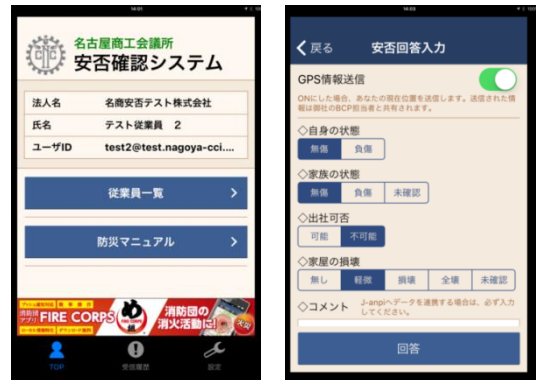 14:01
名古屋商工会議所
安否確認システム
法人名 名商安否テスト株式会社
氏名 テスト従業員 2
ユーザID test2@test.nagoya-cci....
従業員一覧
防災マニュアル
消防団
アプリ FIRE CORPS
消防団の
消火活動に!
TOP 受信履歴 設定
14:03
戻る 安否回答入力
GPS情報送信
ONにした場合、あなたの現在位置を送信します。送信された情
報は御社のBCP担当者と共有されます。
◇自身の状態
無傷 負傷
◇家族の状態
無傷 負傷 未確認
◇出社可否
可能 不可能
◇家屋の損壊
無し 軽微 損壊 全壊 未確認
◇コメント J-anpiへデータを連携する場合は、必ず入力
してください。
回答